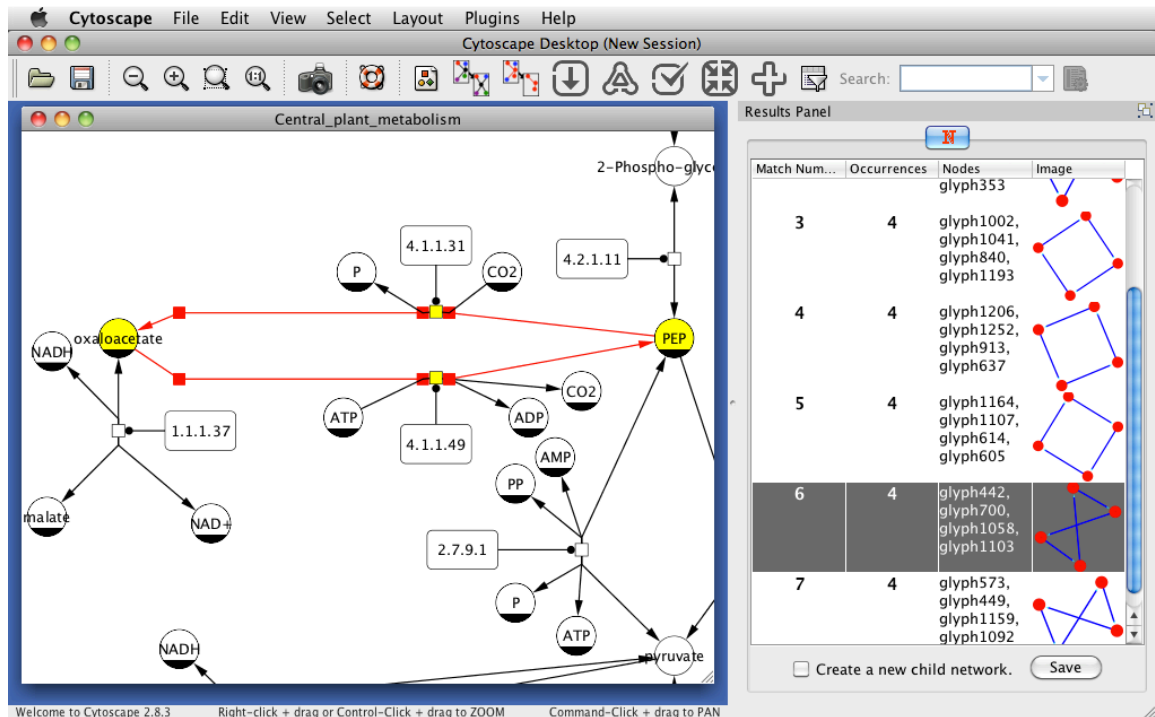 Cytoscape File Edit View Select Layout Plugins Help
Cytoscape Desktop (New Session)
Search:
Central_plant_metabolism
2-Phospho-glyce
4.1.1.31
P
CO2
4.2.1.11
oxaloacetate
PEP
NADH
CO2
ATP
ADP
4.1.1.49
1.1.1.37
AMP
PP
malate
NAD+
2.7.9.1
P
ATP
NADH
pyruvate
Results Panel
N
Match Num... Occurrences Nodes Image
glyph353
3 4 glyph1002,
glyph1041,
glyph840,
glyph1193
4 4 glyph1206,
glyph1252,
glyph913,
glyph637
5 4 glyph1164,
glyph1107,
glyph614,
glyph605
6 4 glyph442,
glyph700,
glyph1058,
glyph1103
7 4 glyph573,
glyph449,
glyph1159,
glyph1092
Create a new child network. Save
Welcome to Cytoscape 2.8.3 Right-click + drag or Control-Click + drag to ZOOM Command-Click + drag to PAN